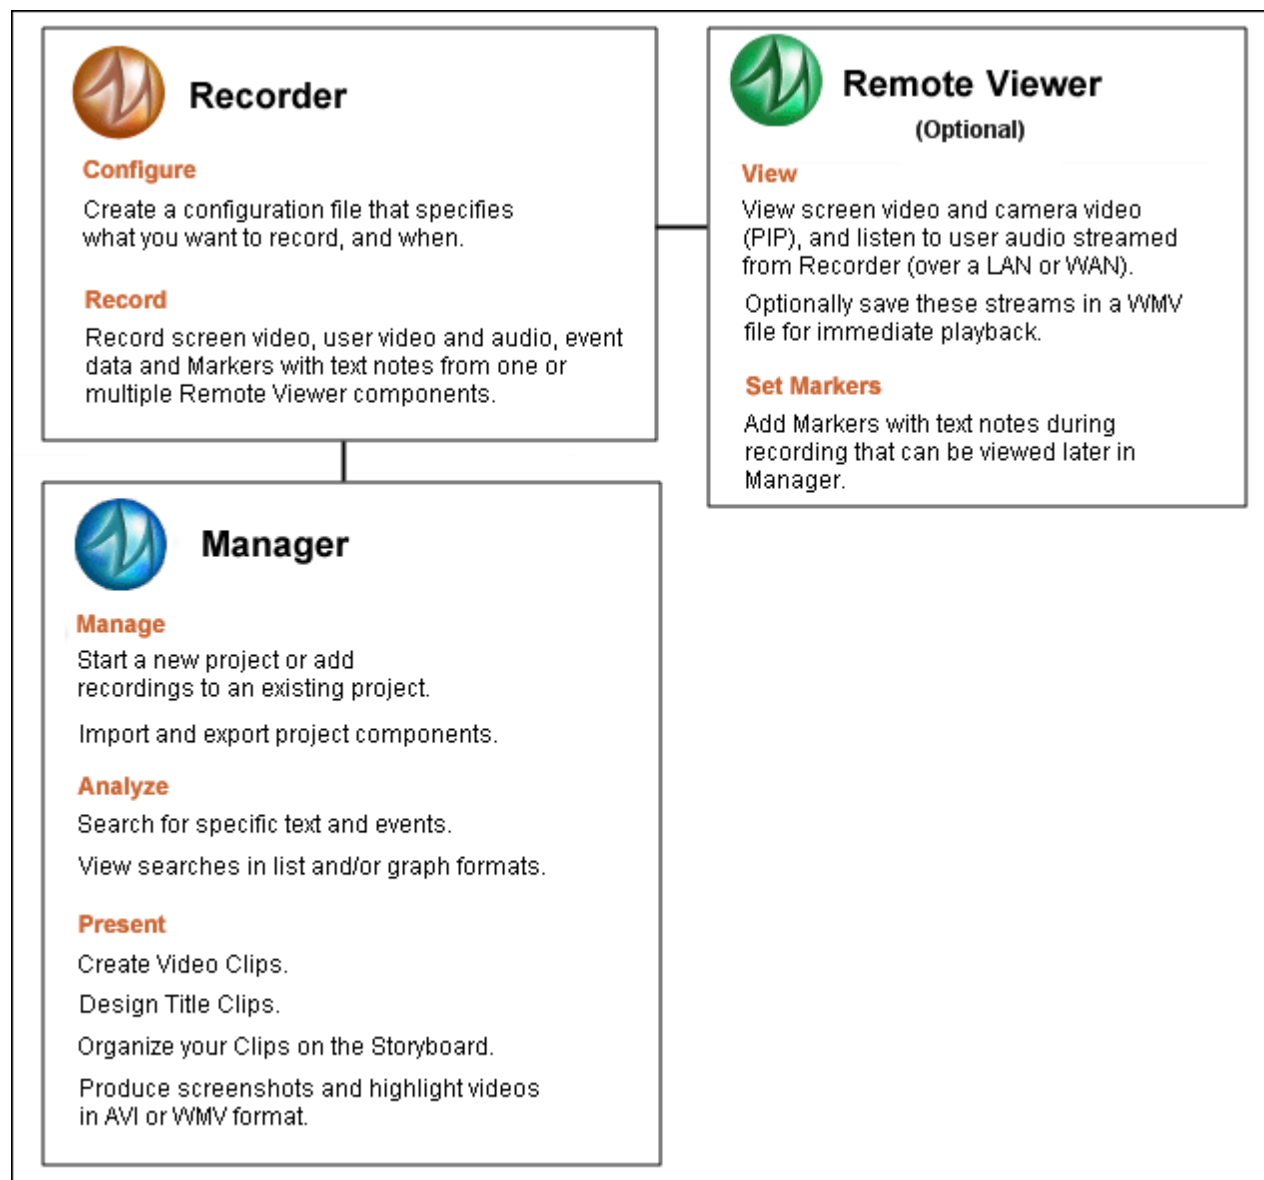 Recorder
Configure
Create a configuration file that specifies
what you want to record, and when.
Record
Record screen video, user video and audio, event
data and Markers with text notes from one or
multiple Remote Viewer components.
Remote Viewer
(Optional)
View
View screen video and camera video
(PIP), and listen to user audio streamed
from Recorder (over a LAN or WAN).
Optionally save these streams in a WMV
file for immediate playback.
Set Markers
Add Markers with text notes during
recording that can be viewed later in
Manager.
Manager
Manage
Start a new project or add
recordings to an existing project.
Import and export project components.
Analyze
Search for specific text and events.
View searches in list and/or graph formats.
Present
Create Video Clips.
Design Title Clips.
Organize your Clips on the Storyboard.
Produce screenshots and highlight videos
in AVI or WMV format.